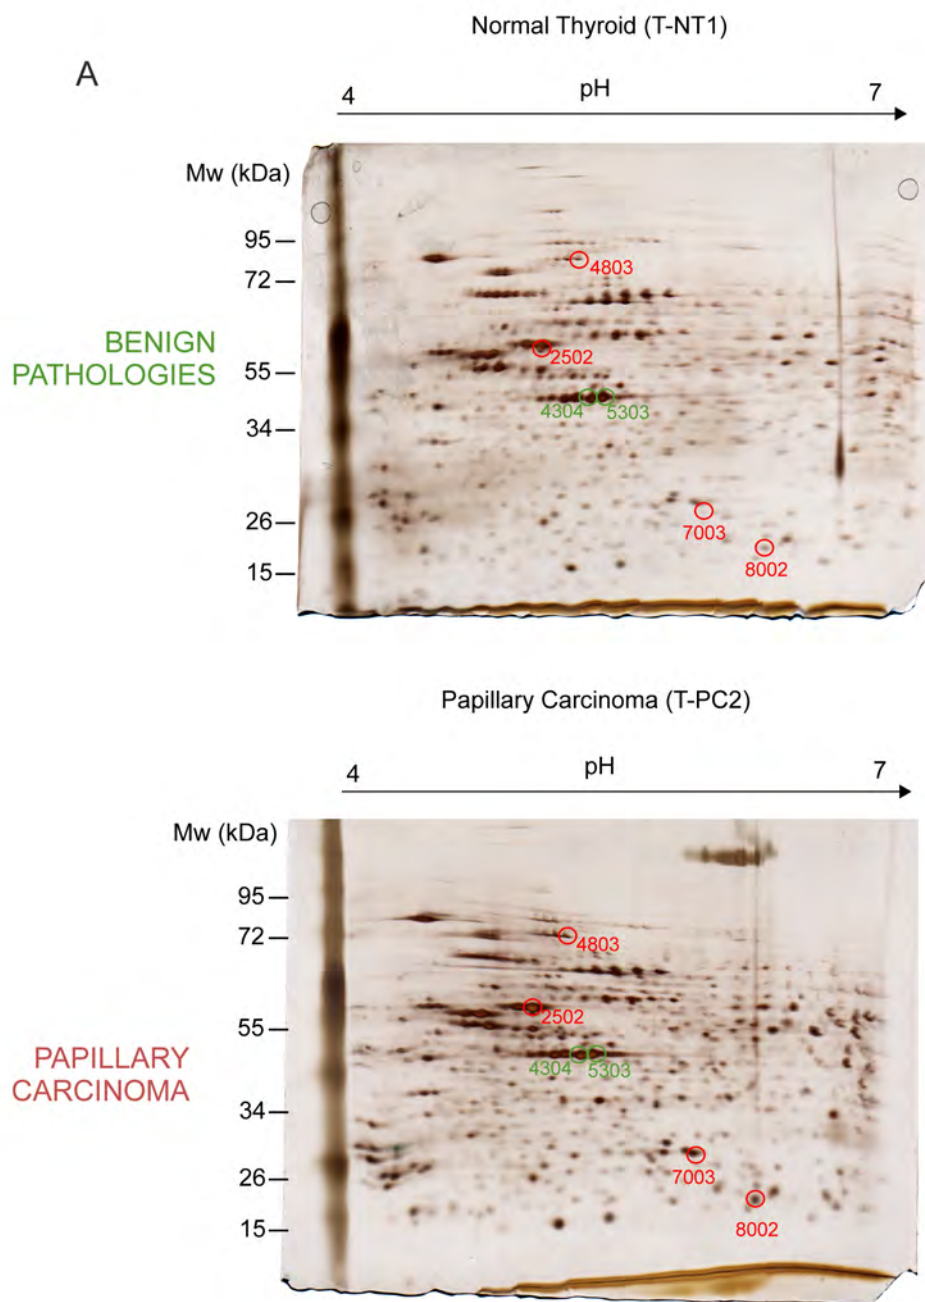 Normal Thyroid (T-NT1)
A
4 pH 7
Mw (kDa)
95
4803
72
BENIGN
PATHOLOGIES
2502
55
4304 5303
34
7003
26
8002
15
Papillary Carcinoma (T-PC2)
4 pH 7
Mw (kDa)
95
72
4803
2502
55
PAPILLARY
CARCINOMA
4304 5303
34
7003
26
8002
15